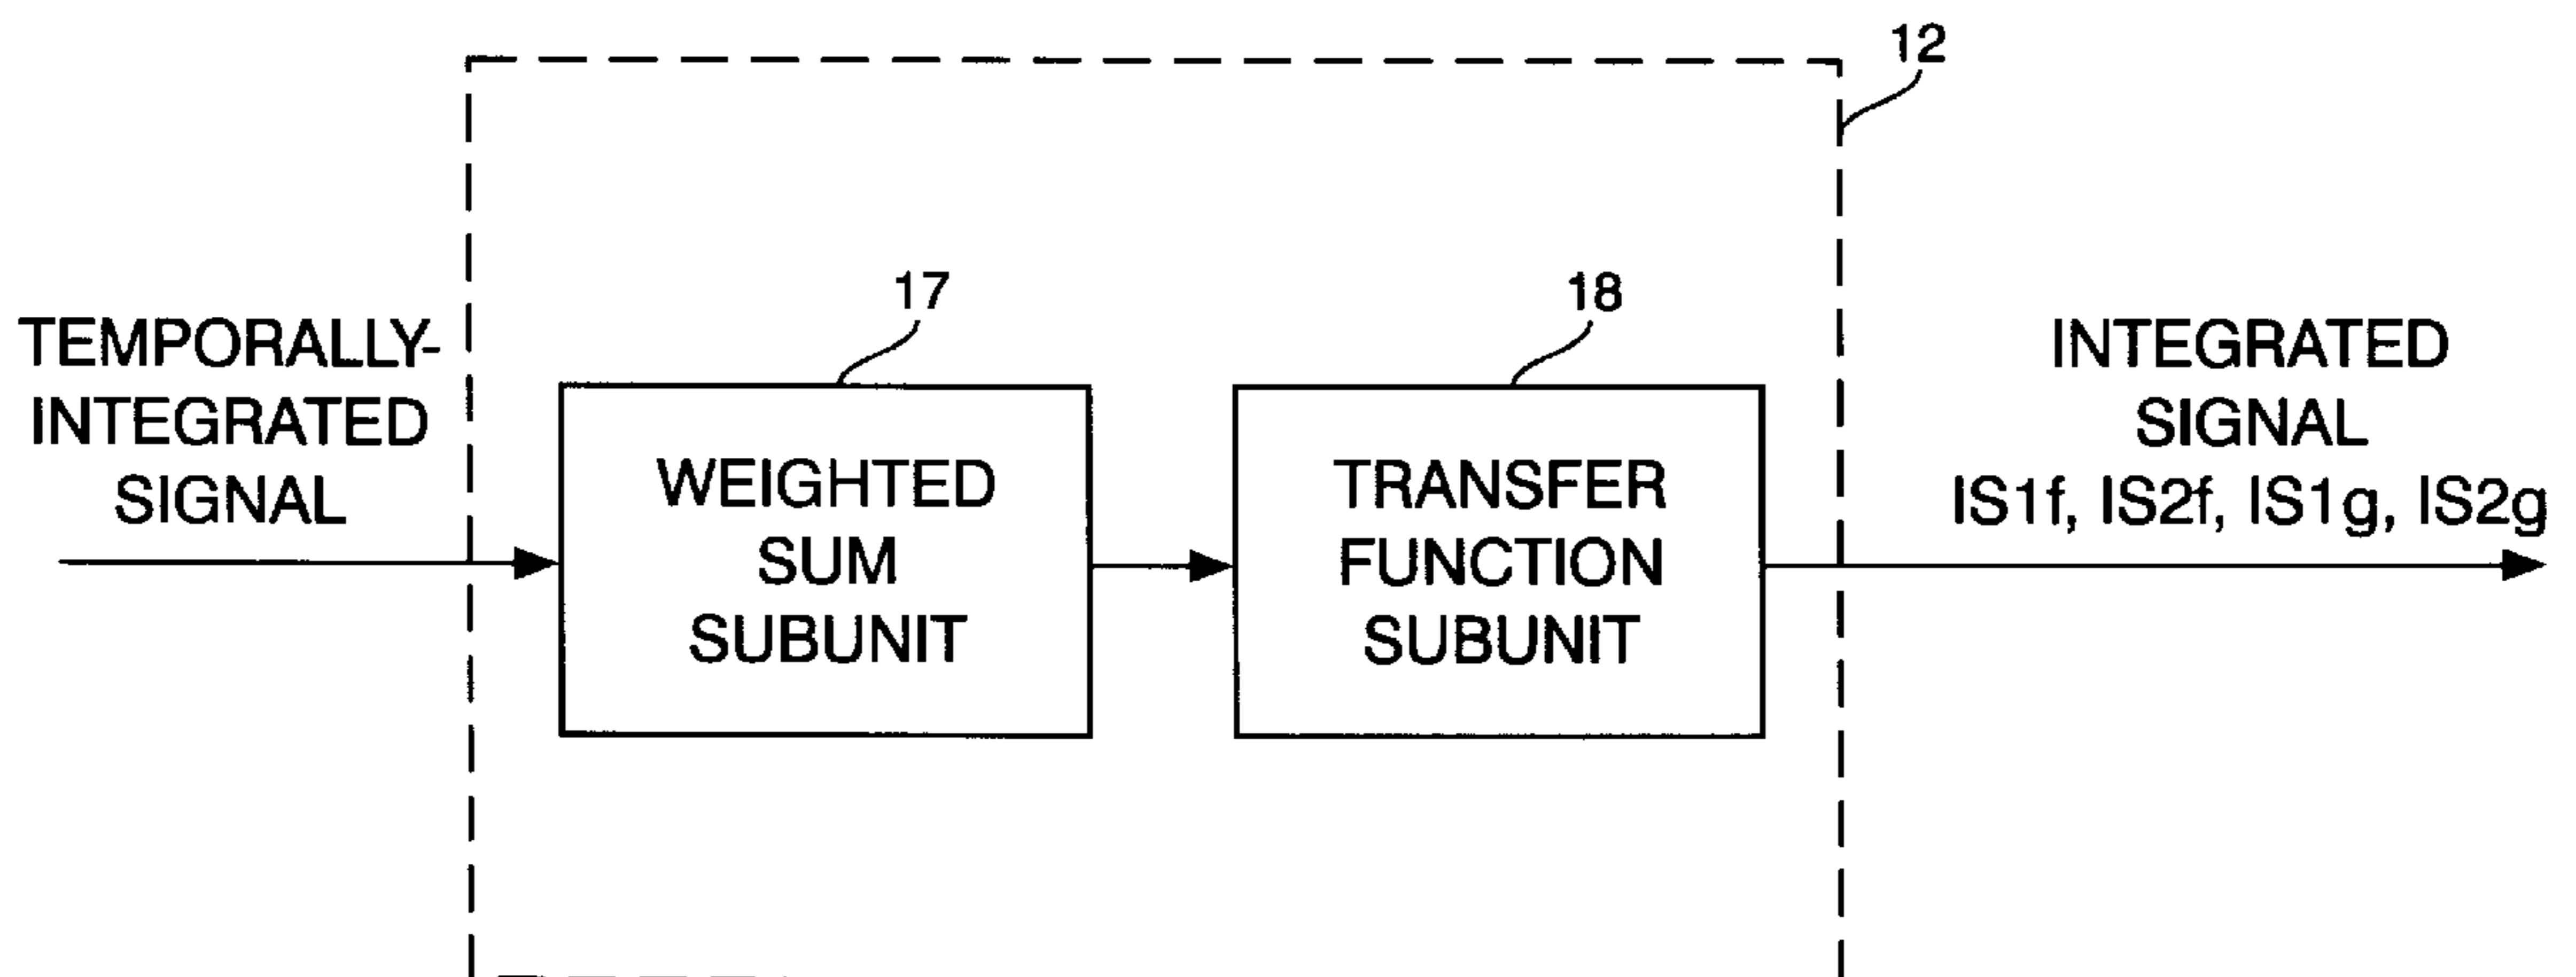 12
17
18
TEMPORALLY-
INTEGRATED
SIGNAL
WEIGHTED
SUM
SUBUNIT
TRANSFER
FUNCTION
SUBUNIT
INTEGRATED
SIGNAL
IS1f, IS2f, IS1g, IS2g